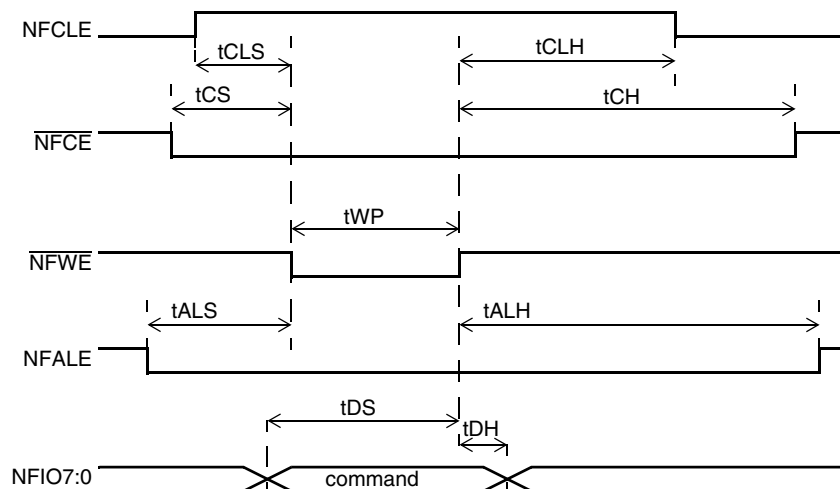 NFCLE
tCLS
tCLH
tCS
tCH
NFCE
tWP
NFWE
tALS
tALH
NFALE
tDS
tDH
NFIO7:0
command